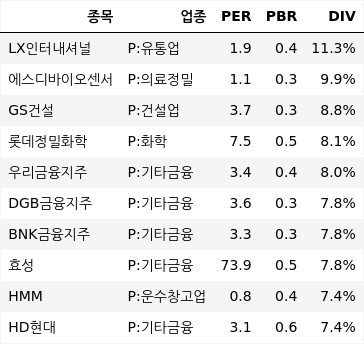 종목 업종 PER PBR DIV
LX인터내셔널 P:유통업 1.9 0.4 11.3%
에스디바이오센서 P:의료정밀 1.1 0.3 9.9%
GS건설 P:건설업 3.7 0.3 8.8%
롯데정밀화학 P:화학 7.5 0.5 8.1%
우리금융지주 P:기타금융 3.4 0.4 8.0%
DGB금융지주 P:기타금융 3.6 0.3 7.8%
BNK금융지주 P:기타금융 3.3 0.3 7.8%
효성 P:기타금융 73.9 0.5 7.8%
HMM P:운수창고업 0.8 0.4 7.4%
HD현대 P:기타금융 3.1 0.6 7.4%